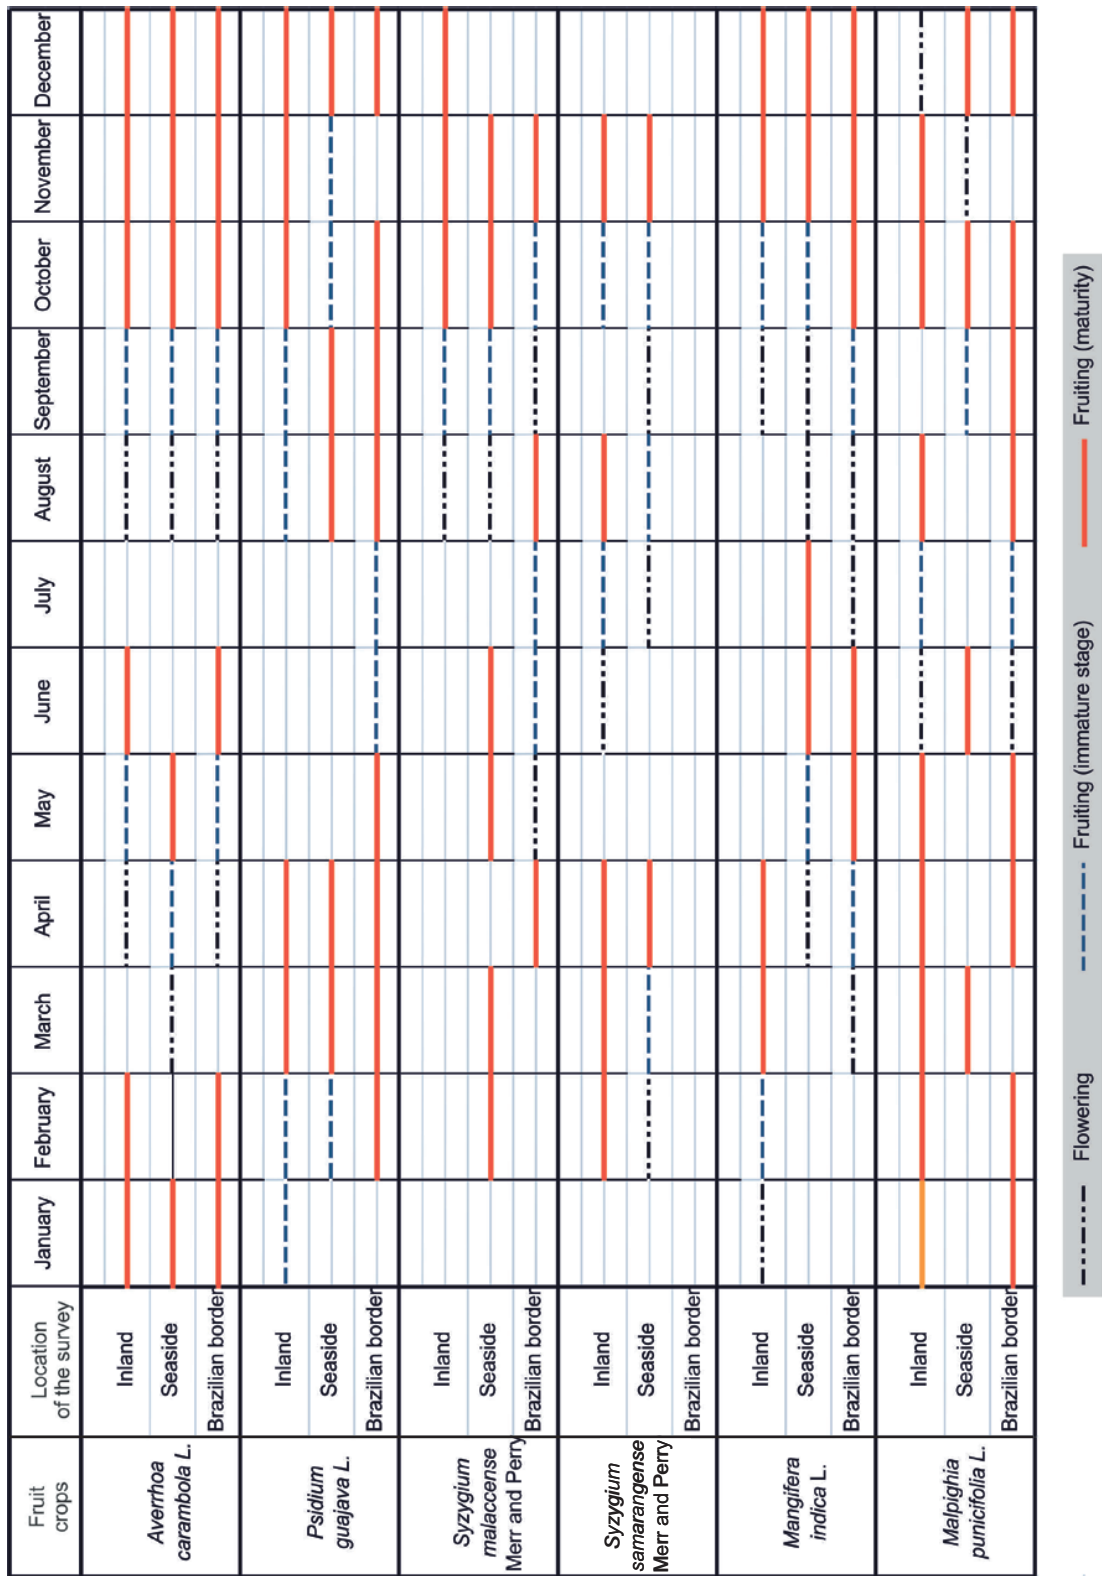 Fruit
crops
Location
of the survey
January
February
March
April
May
June
July
August
September
October
November
December
Averrhoa
carambola L.
Inland
Seaside
Brazilian border
Psidium
guajava L.
Inland
Seaside
Brazilian border
Syzygium
malaccense
Merr and Perry
Inland
Seaside
Brazilian border
Syzygium
samarangense
Merr and Perry
Inland
Seaside
Brazilian border
Mangifera
indica L.
Inland
Seaside
Brazilian border
Malpighia
punicifolia L.
Inland
Seaside
Brazilian border
Flowering
Fruiting (immature stage)
Fruiting (maturity)